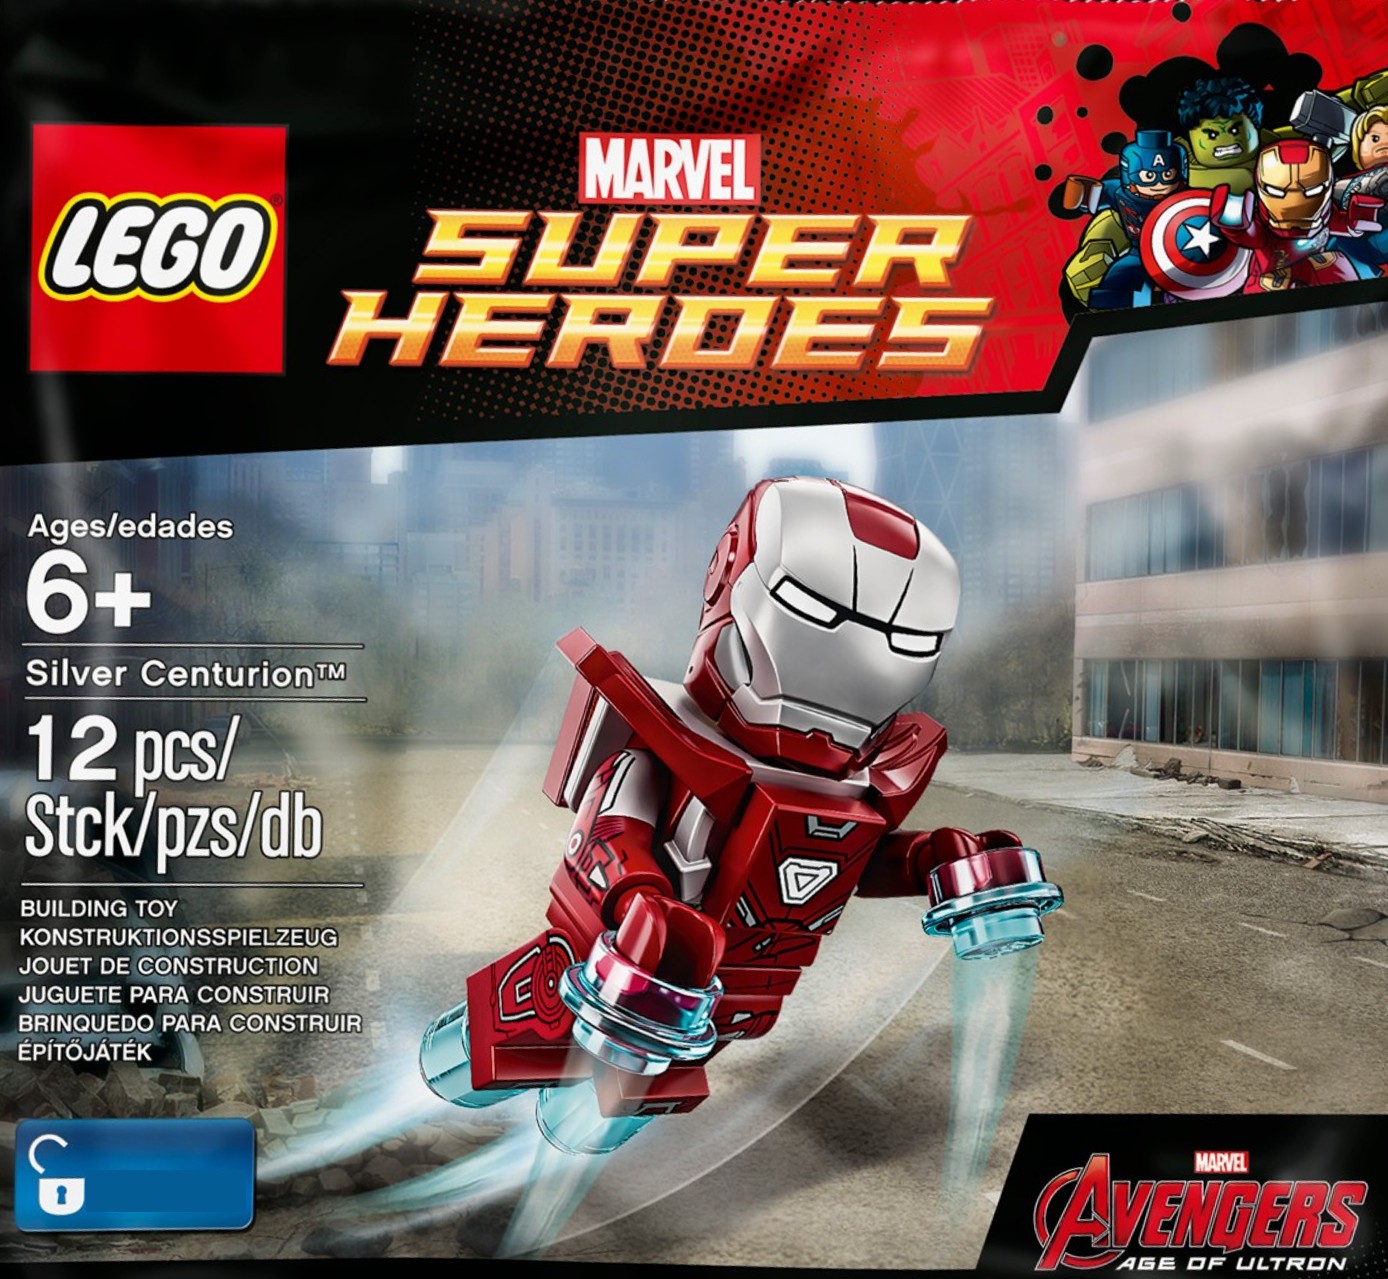 LEGO®
MARVEL
SUPER
HEROES
A
Ages/edades
6+
Silver Centurion™
12 pcs/
Stck/pzs/db
BUILDING TOY
KONSTRUKTIONSSPIELZEUG
JOUET DE CONSTRUCTION
JUGUETE PARA CONSTRUIR
BRINQUEDO PARA CONSTRUIR
ÉPÍTŐJÁTÉK
MARVEL
AVENGERS
AGE OF ULTRON